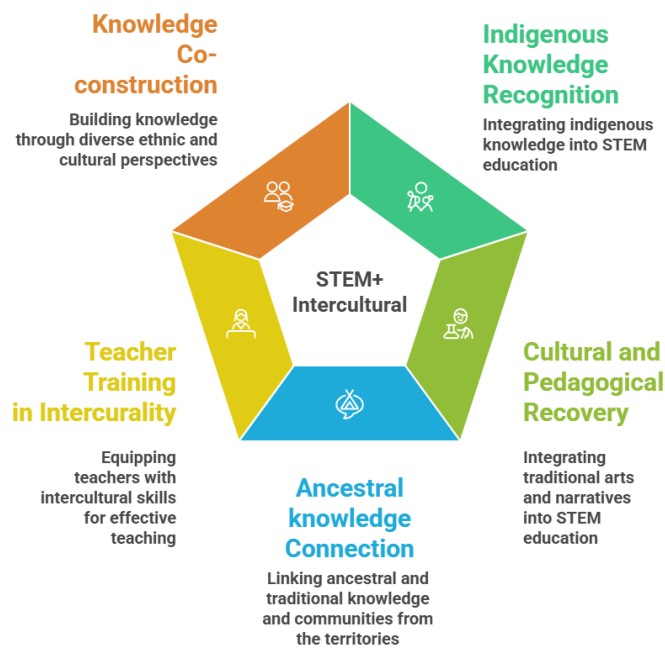 Knowledge
Co-
construction
Building knowledge
through diverse ethnic and
cultural perspectives
Indigenous
Knowledge
Recognition
Integrating indigenous
knowledge into STEM
education
STEM+
Intercultural
Teacher
Training
in Intercurality
Equipping
teachers with
intercultural skills
for effective
teaching
Cultural and
Pedagogical
Recovery
Integrating
traditional arts
and narratives
into STEM
education
Ancestral
knowledge
Connection
Linking ancestral and
traditional knowledge
and communities from
the territories